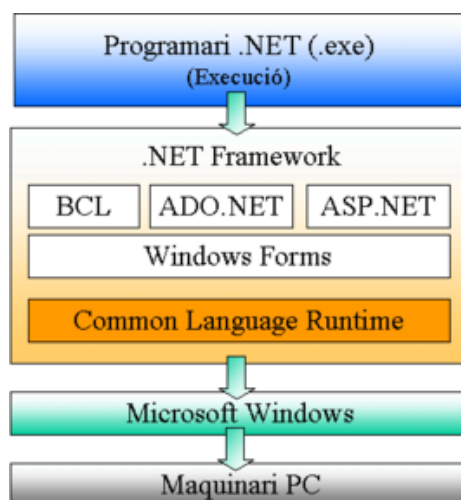 Programari .NET (.exe)
(Execució)
.NET Framework
BCL
ADO.NET
ASP.NET
Windows Forms
Common Language Runtime
Microsoft Windows
Maquinari PC